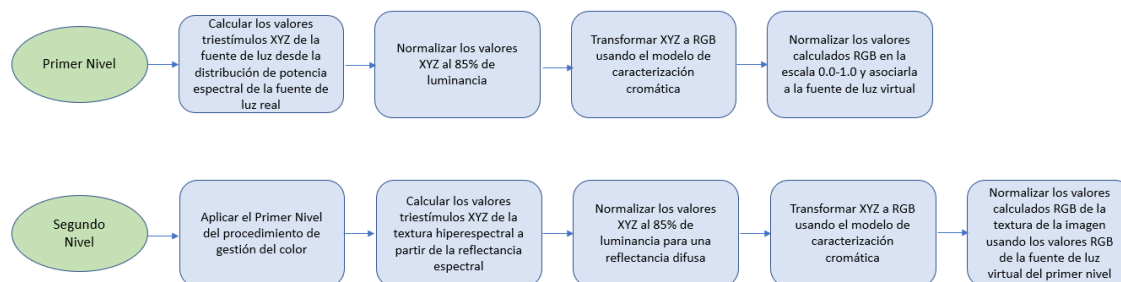 Primer Nivel
Calcular los valores
triestímulos XYZ de la
fuente de luz desde la
distribución de potencia
espectral de la fuente de
luz real
Normalizar los valores
XYZ al 85% de
luminancia
Transformar XYZ a RGB
usando el modelo de
caracterización
cromática
Normalizar los valores
calculados RGB en la
escala 0.0-1.0 y asociarla
a la fuente de luz virtual
Segundo
Nivel
Aplicar el Primer Nivel
del procedimiento de
gestión del color
Calcular los valores
triestímulos XYZ de la
textura hiperespectral a
partir de la reflectancia
espectral
Normalizar los valores
XYZ al 85% de
luminancia para una
reflectancia difusa
Transformar XYZ a RGB
usando el modelo de
caracterización
cromática
Normalizar los valores
calculados RGB de la
textura de la imagen
usando los valores RGB
de la fuente de luz
virtual del primer nivel